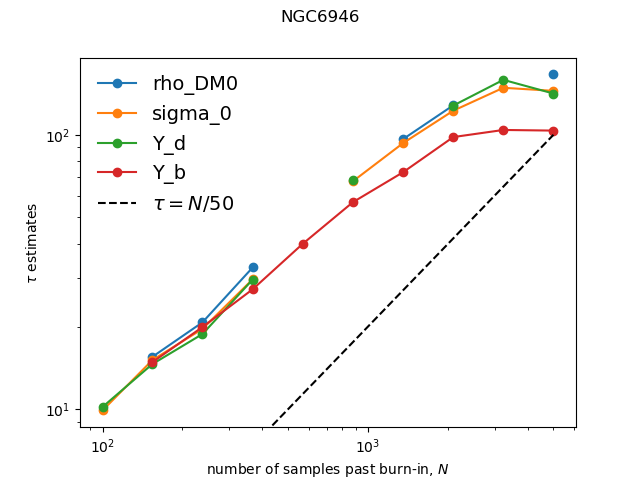 NGC6946
rho_DM0
sigma_0
Y_d
Y_b
τ = N/50
τ estimates
10²
10¹
10²
10³
number of samples past burn-in, N